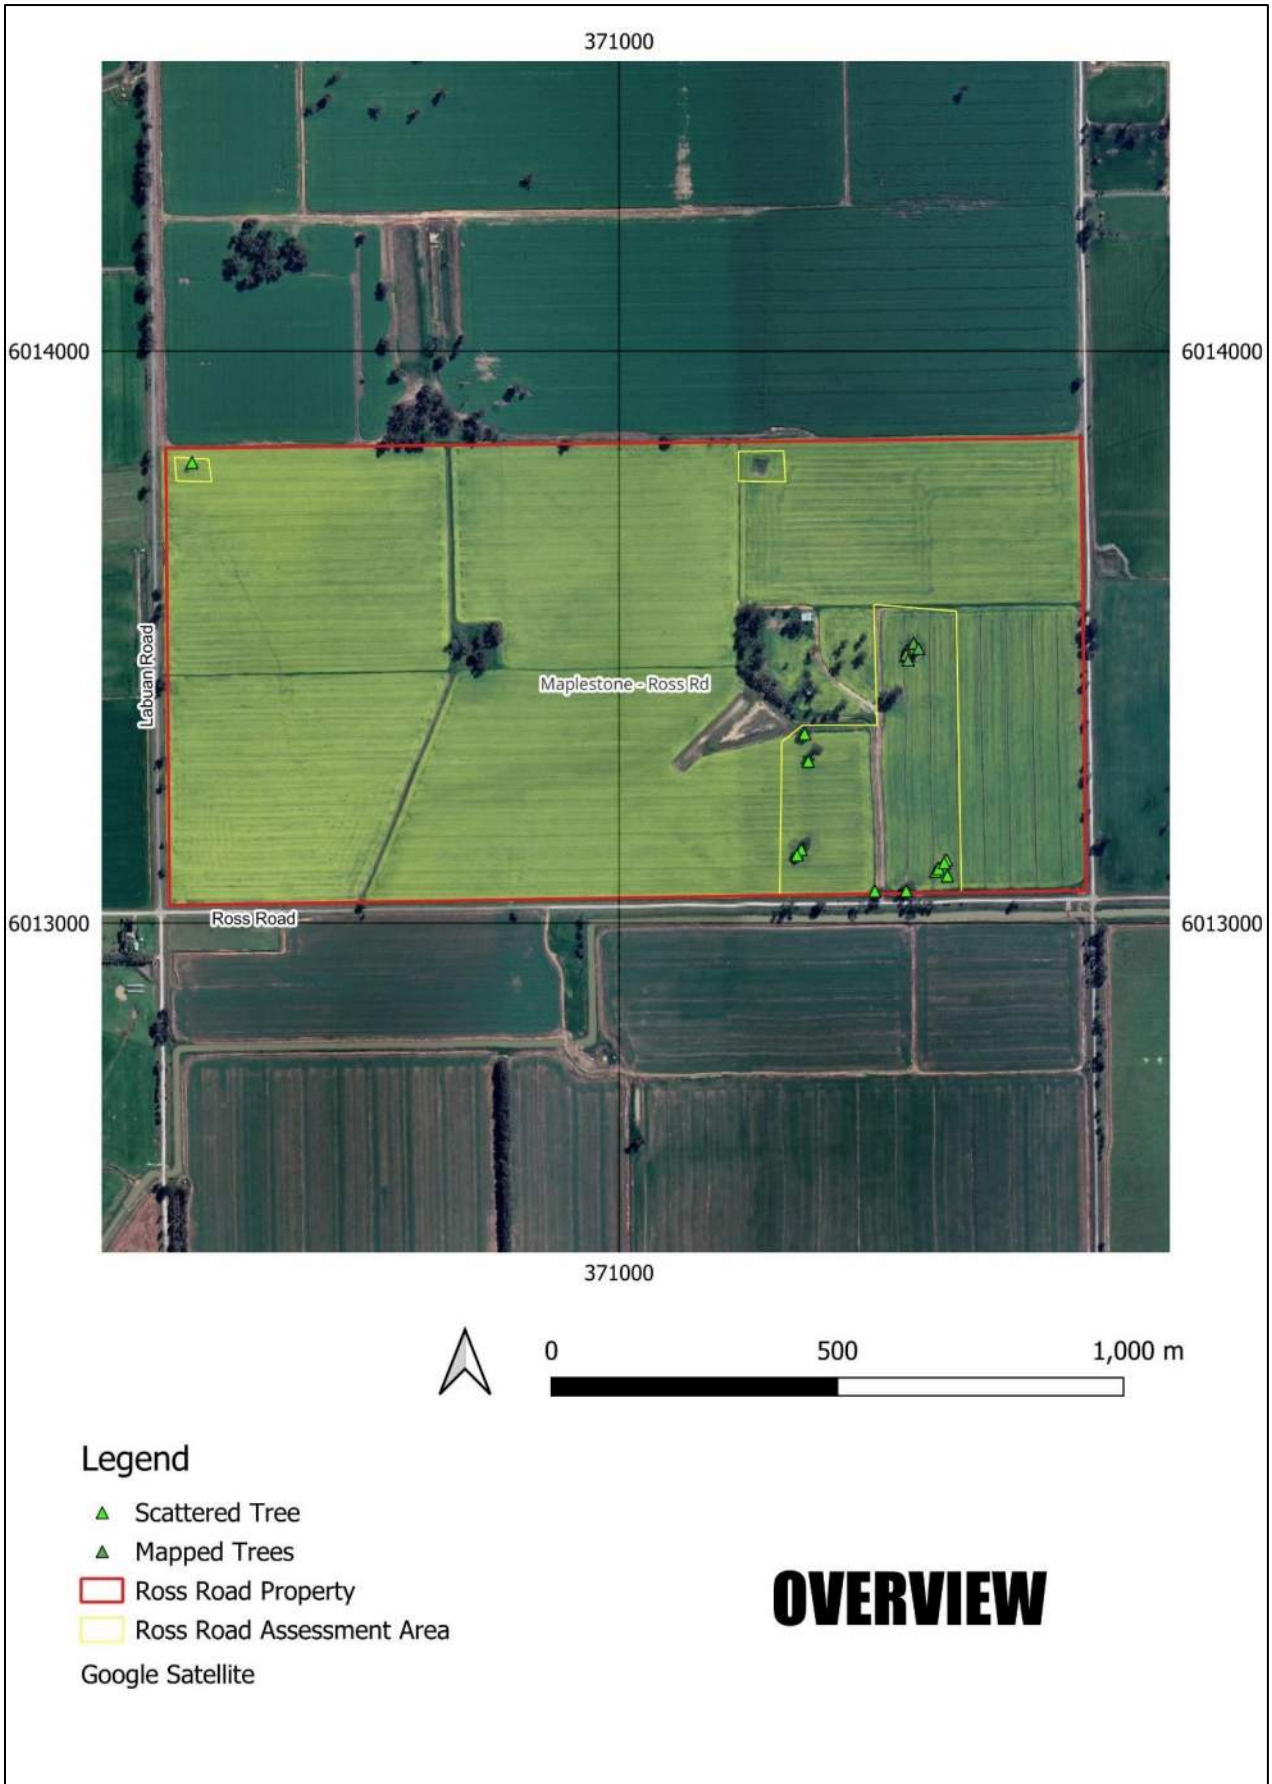 371000
6014000
6014000
Labuan Road
Maplestone - Ross Rd
Ross Road
6013000
6013000
371000
0 500 1,000 m
Legend
Scattered Tree
Mapped Trees
Ross Road Property
Ross Road Assessment Area
Google Satellite
OVERVIEW